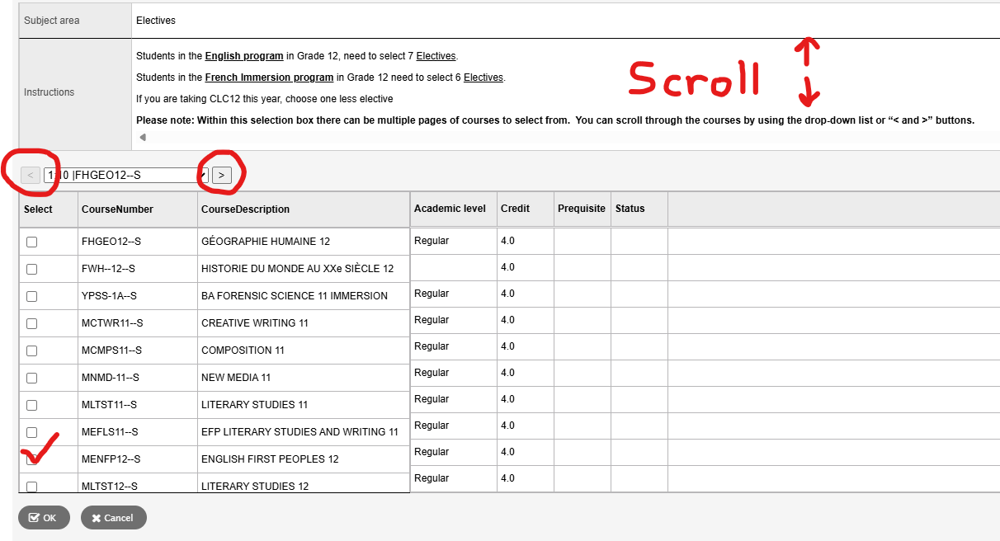 Subject area Electives
Students in the English program in Grade 12, need to select 7 Electives.
Scroll
Students in the French Immersion program in Grade 12 need to select 6 Electives.
Instructions
If you are taking CLC12 this year, choose one less elective
Please note: Within this selection box there can be multiple pages of courses to select from. You can scroll through the courses by using the drop-down list or “< and >” buttons.
< 1:10 |FHGEO12--S >
Select CourseNumber CourseDescription Academic level Credit Prequisite Status
FHGEO12--S GÉOGRAPHIE HUMAINE 12 Regular 4.0
FWH--12--S HISTORIE DU MONDE AU XXe SIÈCLE 12 4.0
YPSS-1A--S BA FORENSIC SCIENCE 11 IMMERSION Regular 4.0
MCTWR11--S CREATIVE WRITING 11 Regular 4.0
MCMPS11--S COMPOSITION 11 Regular 4.0
MNMD-11--S NEW MEDIA 11 Regular 4.0
MLTST11--S LITERARY STUDIES 11 Regular 4.0
MEFLS11--S EFP LITERARY STUDIES AND WRITING 11 Regular 4.0
MENFP12--S ENGLISH FIRST PEOPLES 12 Regular 4.0
MLTST12--S LITERARY STUDIES 12 Regular 4.0
OK Cancel